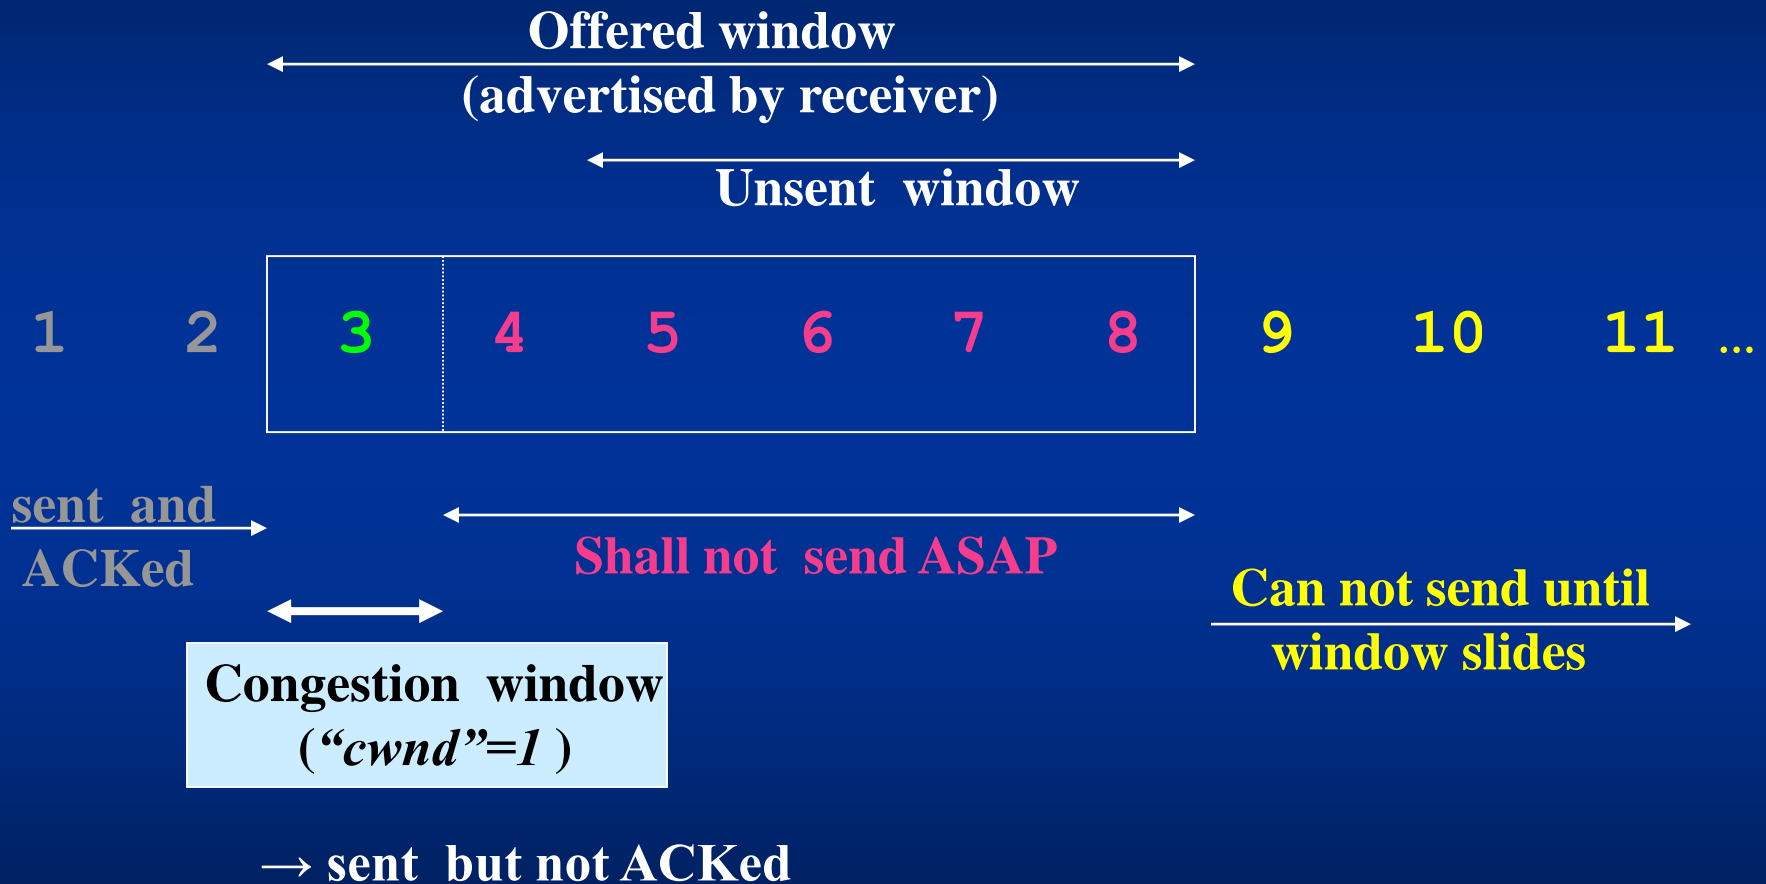 Offered window
(advertised by receiver)
Unsent window
1 2 3 4 5 6 7 8 9 10 11 ...
sent and
ACKed
Shall not send ASAP
Can not send until
window slides
Congestion window
(“cwnd”=1 )
→ sent but not ACKed